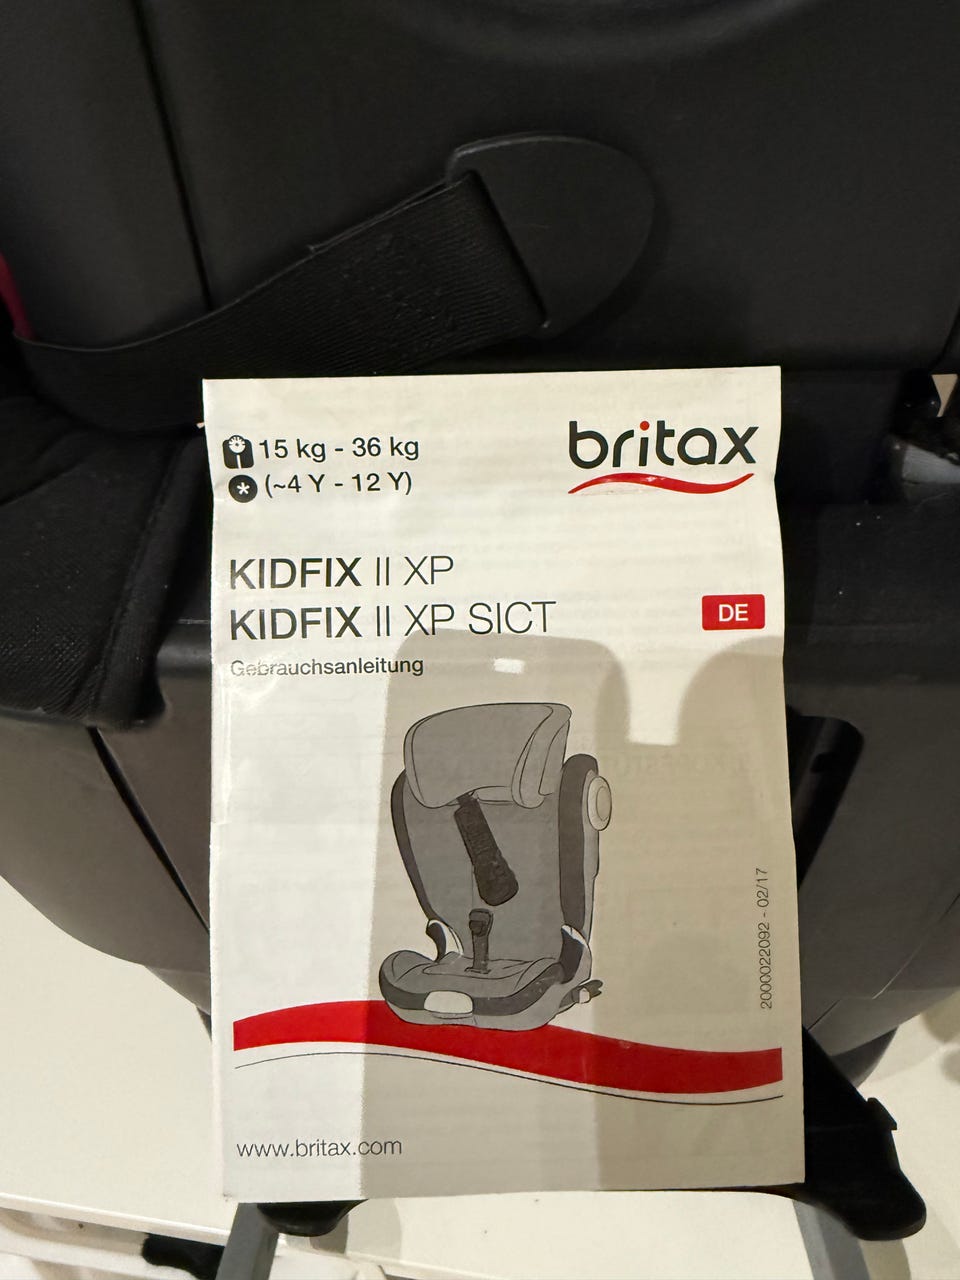 15 kg - 36 kg
(~4 Y - 12 Y)
britax
KIDFIX II XP
KIDFIX II XP SICT
DE
Gebrauchsanleitung
2000022092 - 02/17
www.britax.com